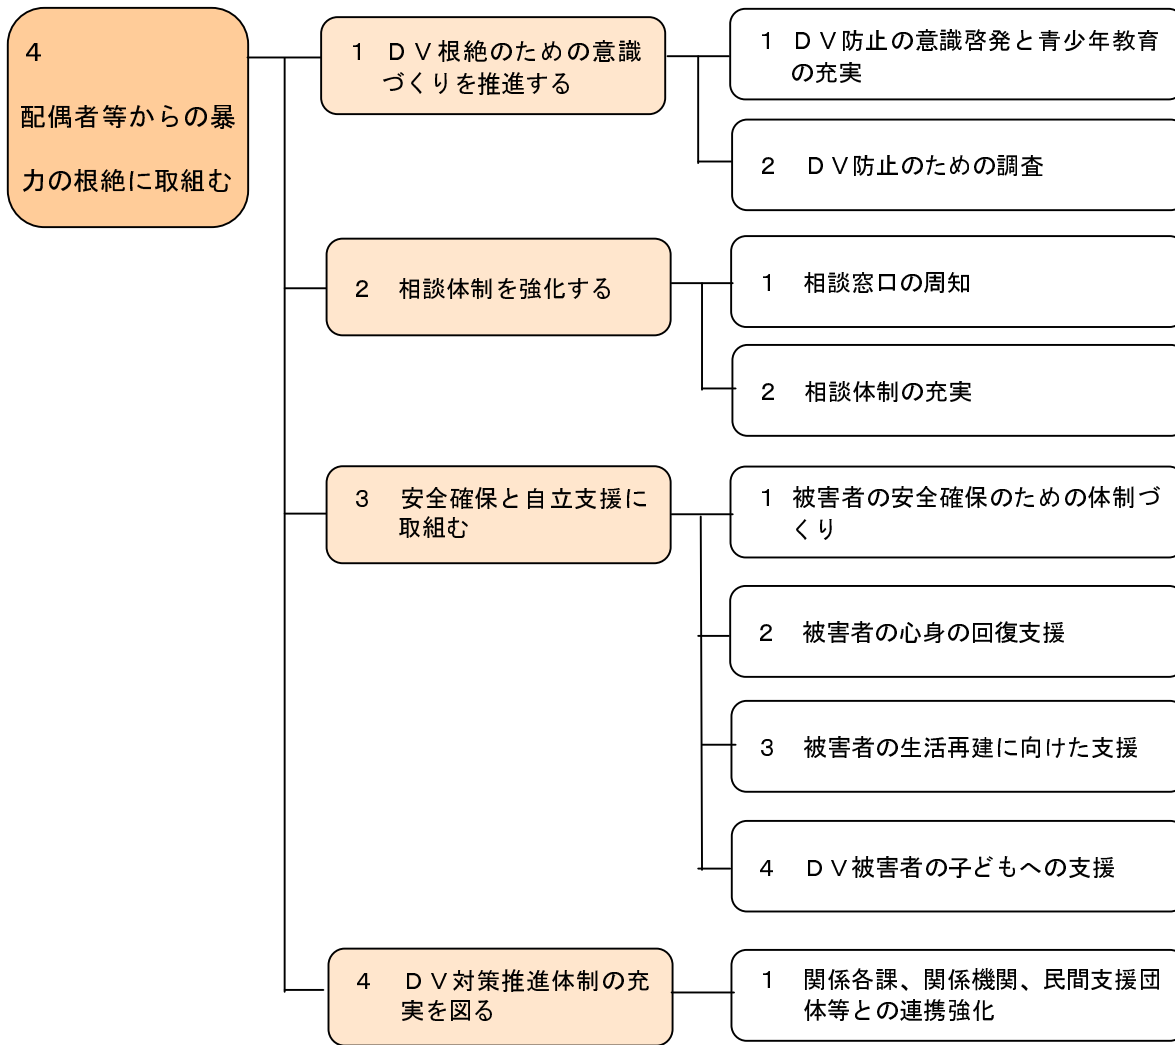 4
配偶者等からの暴
力の根絶に取組む
1 ＤＶ根絶のための意識
づくりを推進する
1 ＤＶ防止の意識啓発と青少年教育
の充実
2 ＤＶ防止のための調査
2 相談体制を強化する
1 相談窓口の周知
2 相談体制の充実
3 安全確保と自立支援に
取組む
1 被害者の安全確保のための体制づ
くり
2 被害者の心身の回復支援
3 被害者の生活再建に向けた支援
4 ＤＶ被害者の子どもへの支援
4 ＤＶ対策推進体制の充
実を図る
1 関係各課、関係機関、民間支援団
体等との連携強化